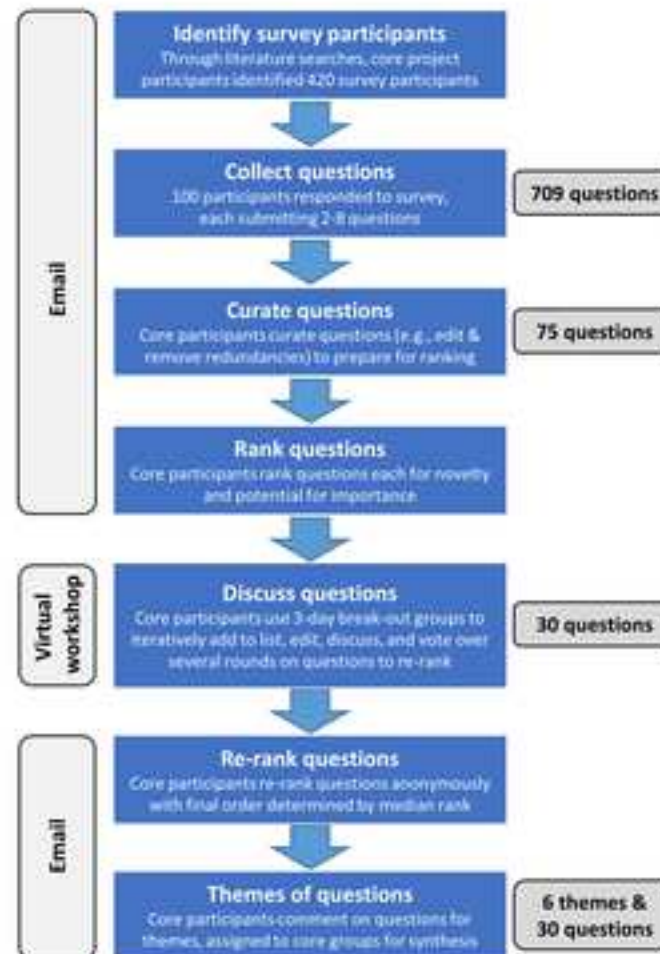 Identify survey participants
Through literature searches, core project
participants identified 420 survey participants
Collect questions
100 participants responded to survey,
each submitting 2-8 questions
709 questions
Email
Curate questions
Core participants curate questions (e.g., edit &
remove redundancies) to prepare for ranking
75 questions
Rank questions
Core participants rank questions each for novelty
and potential for importance
Virtual
workshop
Discuss questions
Core participants use 3-day break-out groups to
iteratively add to list, edit, discuss, and vote over
several rounds on questions to re-rank
30 questions
Email
Re-rank questions
Core participants re-rank questions anonymously
with final order determined by median rank
Themes of questions
Core participants comment on questions for
themes, assigned to core groups for synthesis
6 themes &
30 questions